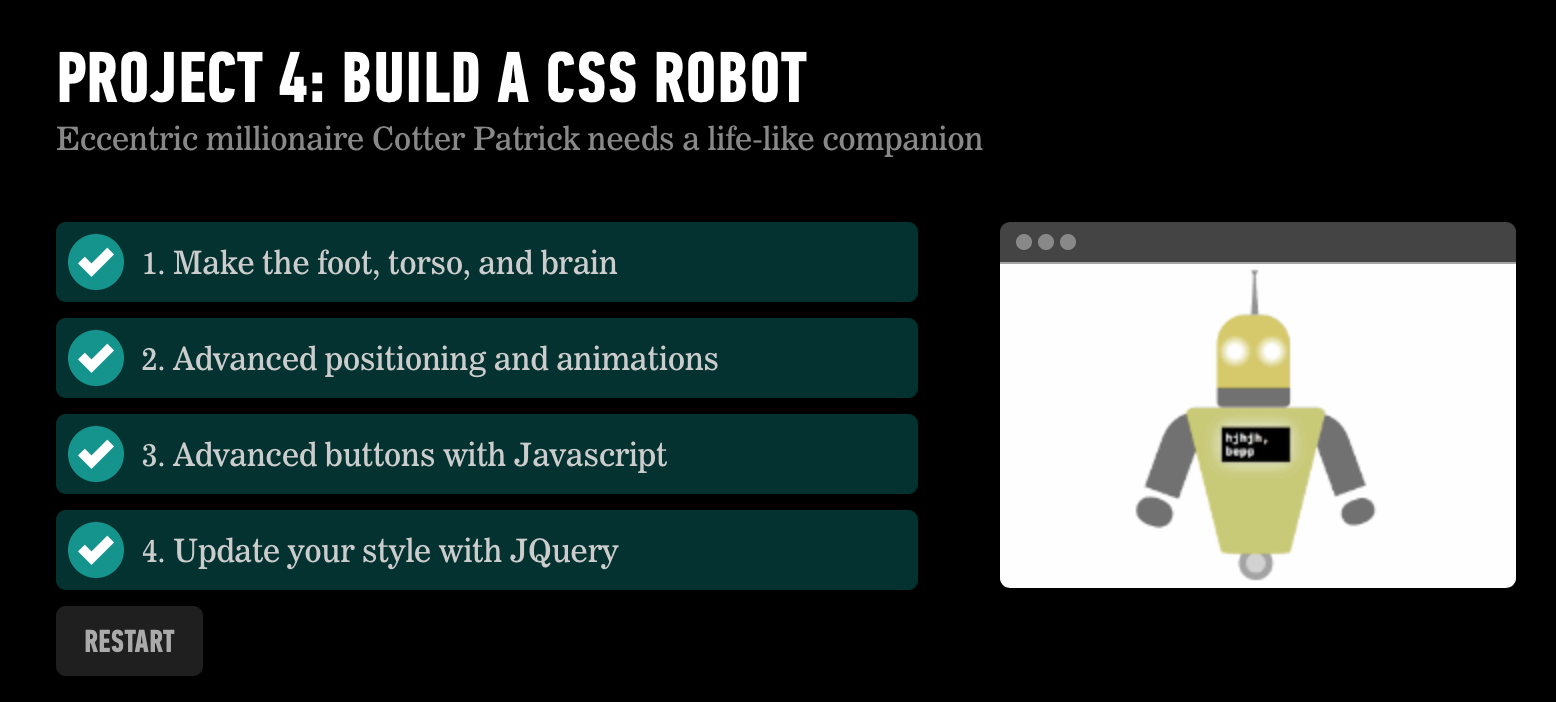 PROJECT 4: BUILD A CSS ROBOT
Eccentric millionaire Cotter Patrick needs a life-like companion
1. Make the foot, torso, and brain
2. Advanced positioning and animations
3. Advanced buttons with Javascript
4. Update your style with JQuery
RESTART
hjhjh,
bepp